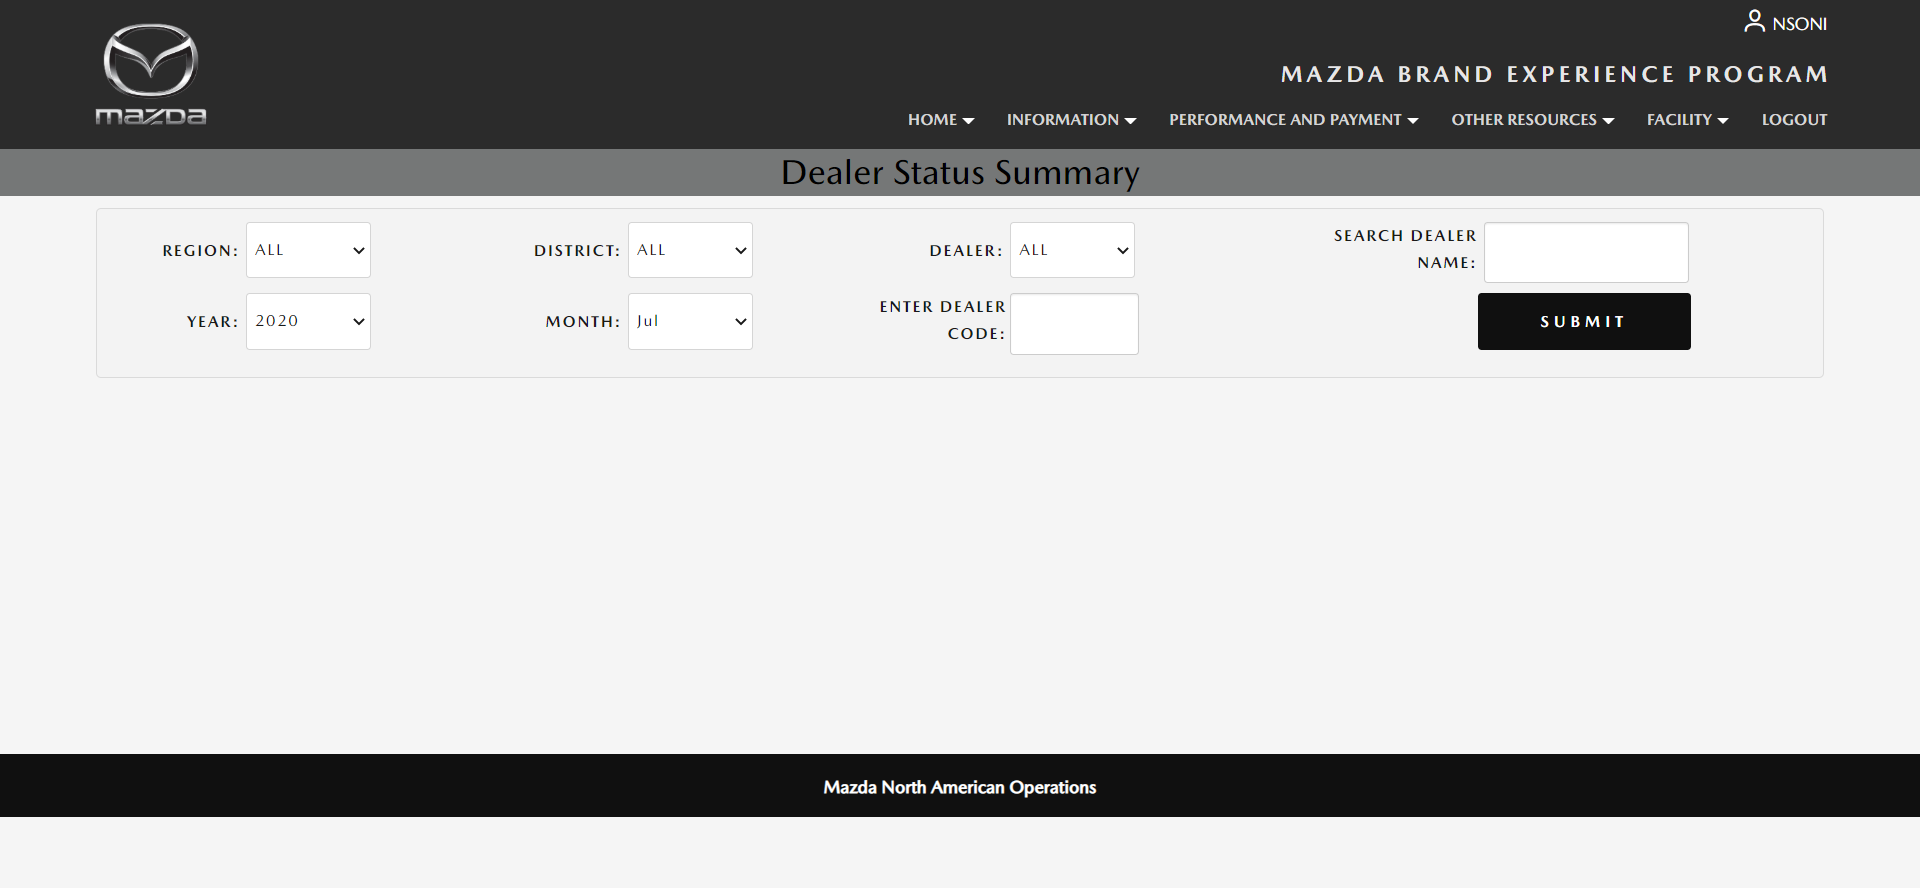 NSONI
mazda
MAZDA BRAND EXPERIENCE PROGRAM
HOME INFORMATION PERFORMANCE AND PAYMENT OTHER RESOURCES FACILITY LOGOUT
Dealer Status Summary
REGION: ALL DISTRICT: ALL DEALER: ALL SEARCH DEALER
NAME:
YEAR: 2020 MONTH: Jul ENTER DEALER
CODE: SUBMIT
Mazda North American Operations